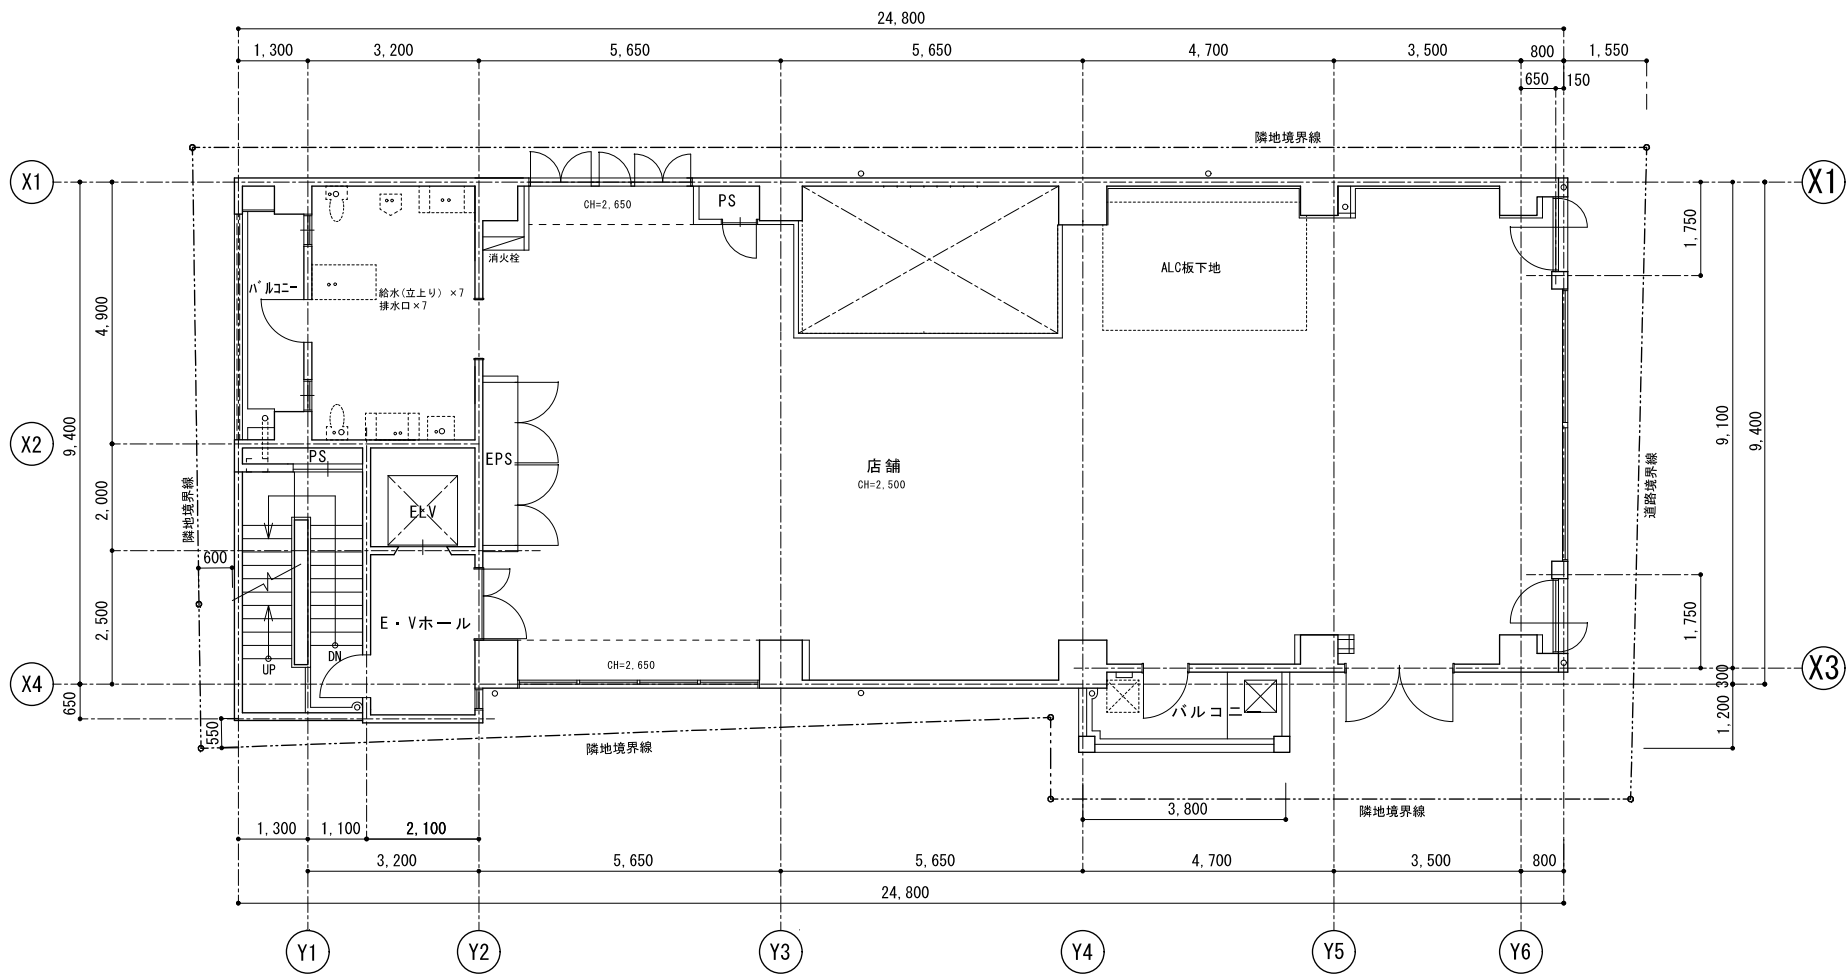 24,800
1,300
3,200
5,650
5,650
4,700
3,500
800
1,550
650
150
隣地境界線
X1
X1
CH=2,650
PS
消火栓
ALC板下地
バルコニー
給水(立上り) ×7
排水口×7
1,750
4,900
X2
9,400
PS
EPS
店舗
CH=2,500
9,100
9,400
隣地境界線
2,000
ELV
道路境界線
600
2,500
E・Vホール
1,750
UP
DN
CH=2,650
X4
X3
650
300
550
バルコニー
1,200
隣地境界線
3,800
隣地境界線
1,300
1,100
2,100
3,200
5,650
5,650
4,700
3,500
800
24,800
Y1
Y2
Y3
Y4
Y5
Y6